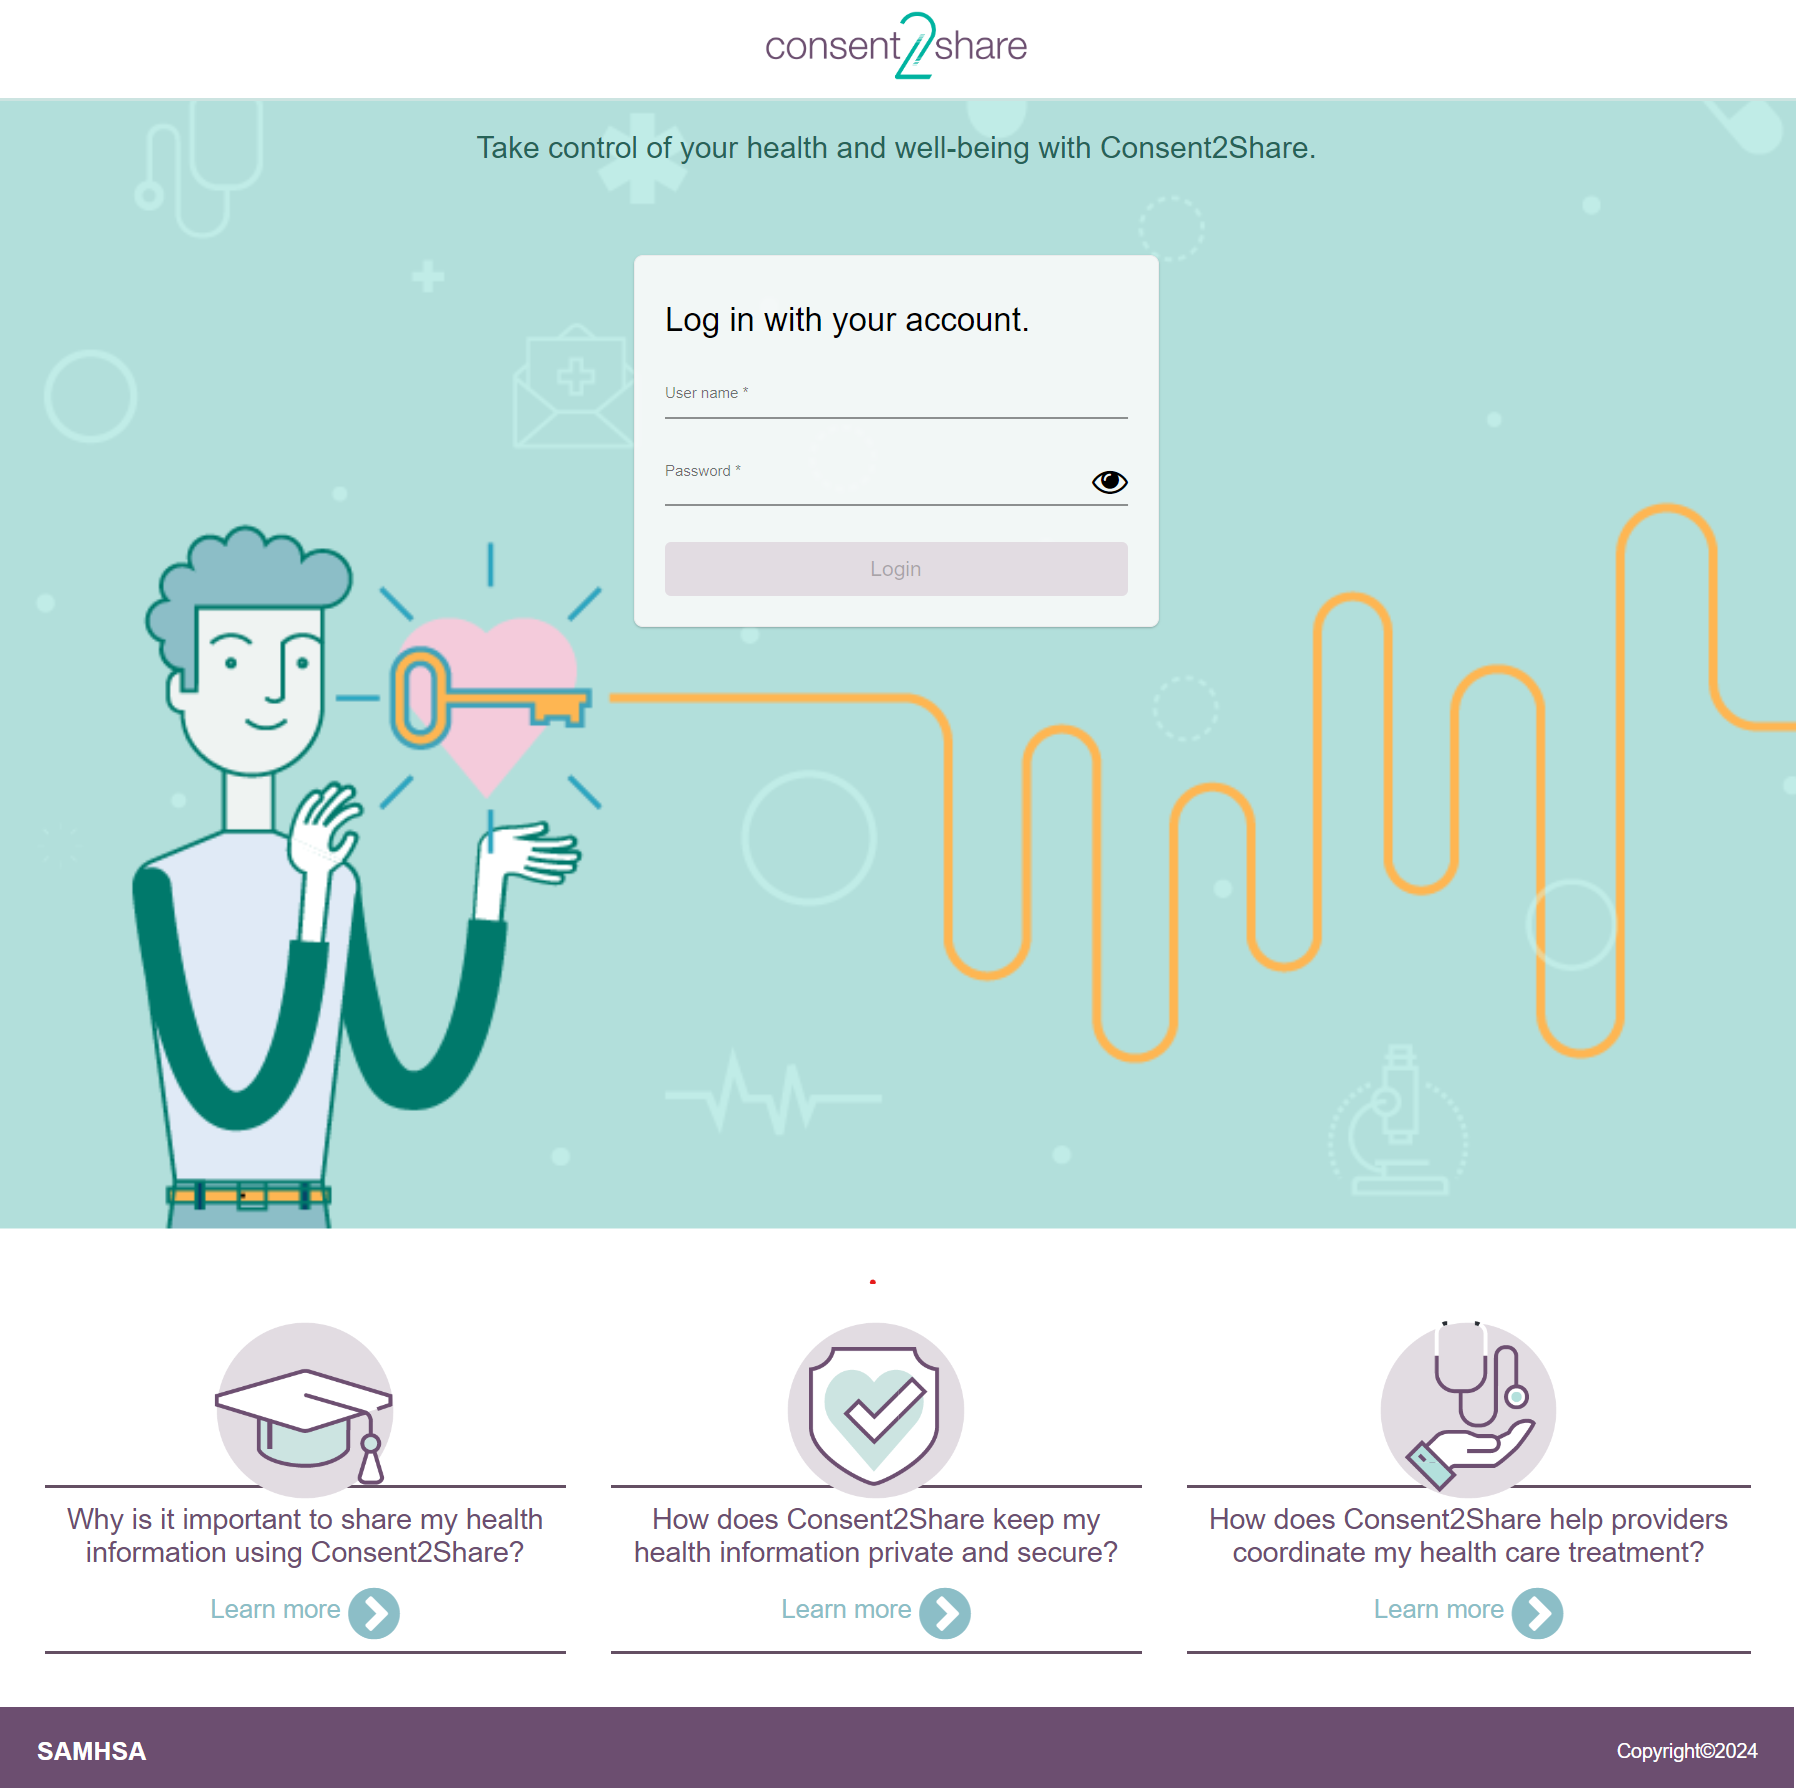 consent2share
Take control of your health and well-being with Consent2Share.
Log in with your account.
User name *
Password *
Login
Why is it important to share my health
information using Consent2Share?
Learn more
How does Consent2Share keep my
health information private and secure?
Learn more
How does Consent2Share help providers
coordinate my health care treatment?
Learn more
SAMHSA
Copyright©2024